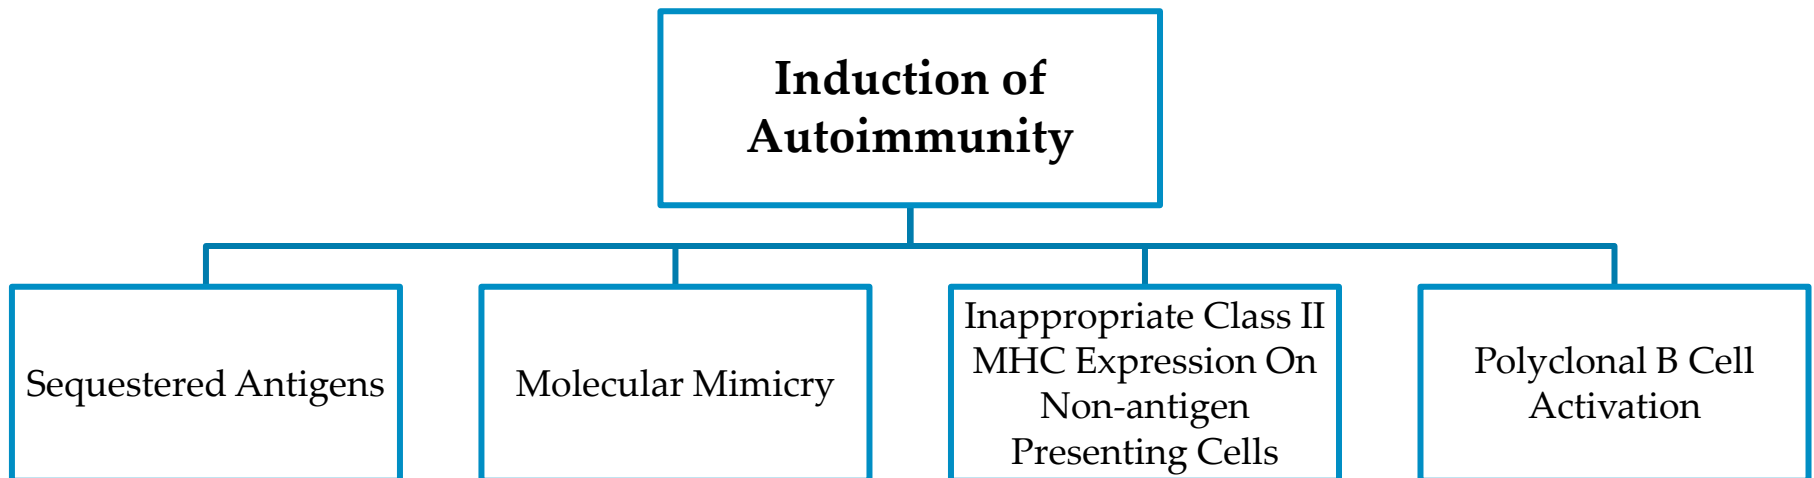 Induction of
Autoimmunity
Sequestered Antigens
Molecular Mimicry
Inappropriate Class II
MHC Expression On
Non-antigen
Presenting Cells
Polyclonal B Cell
Activation